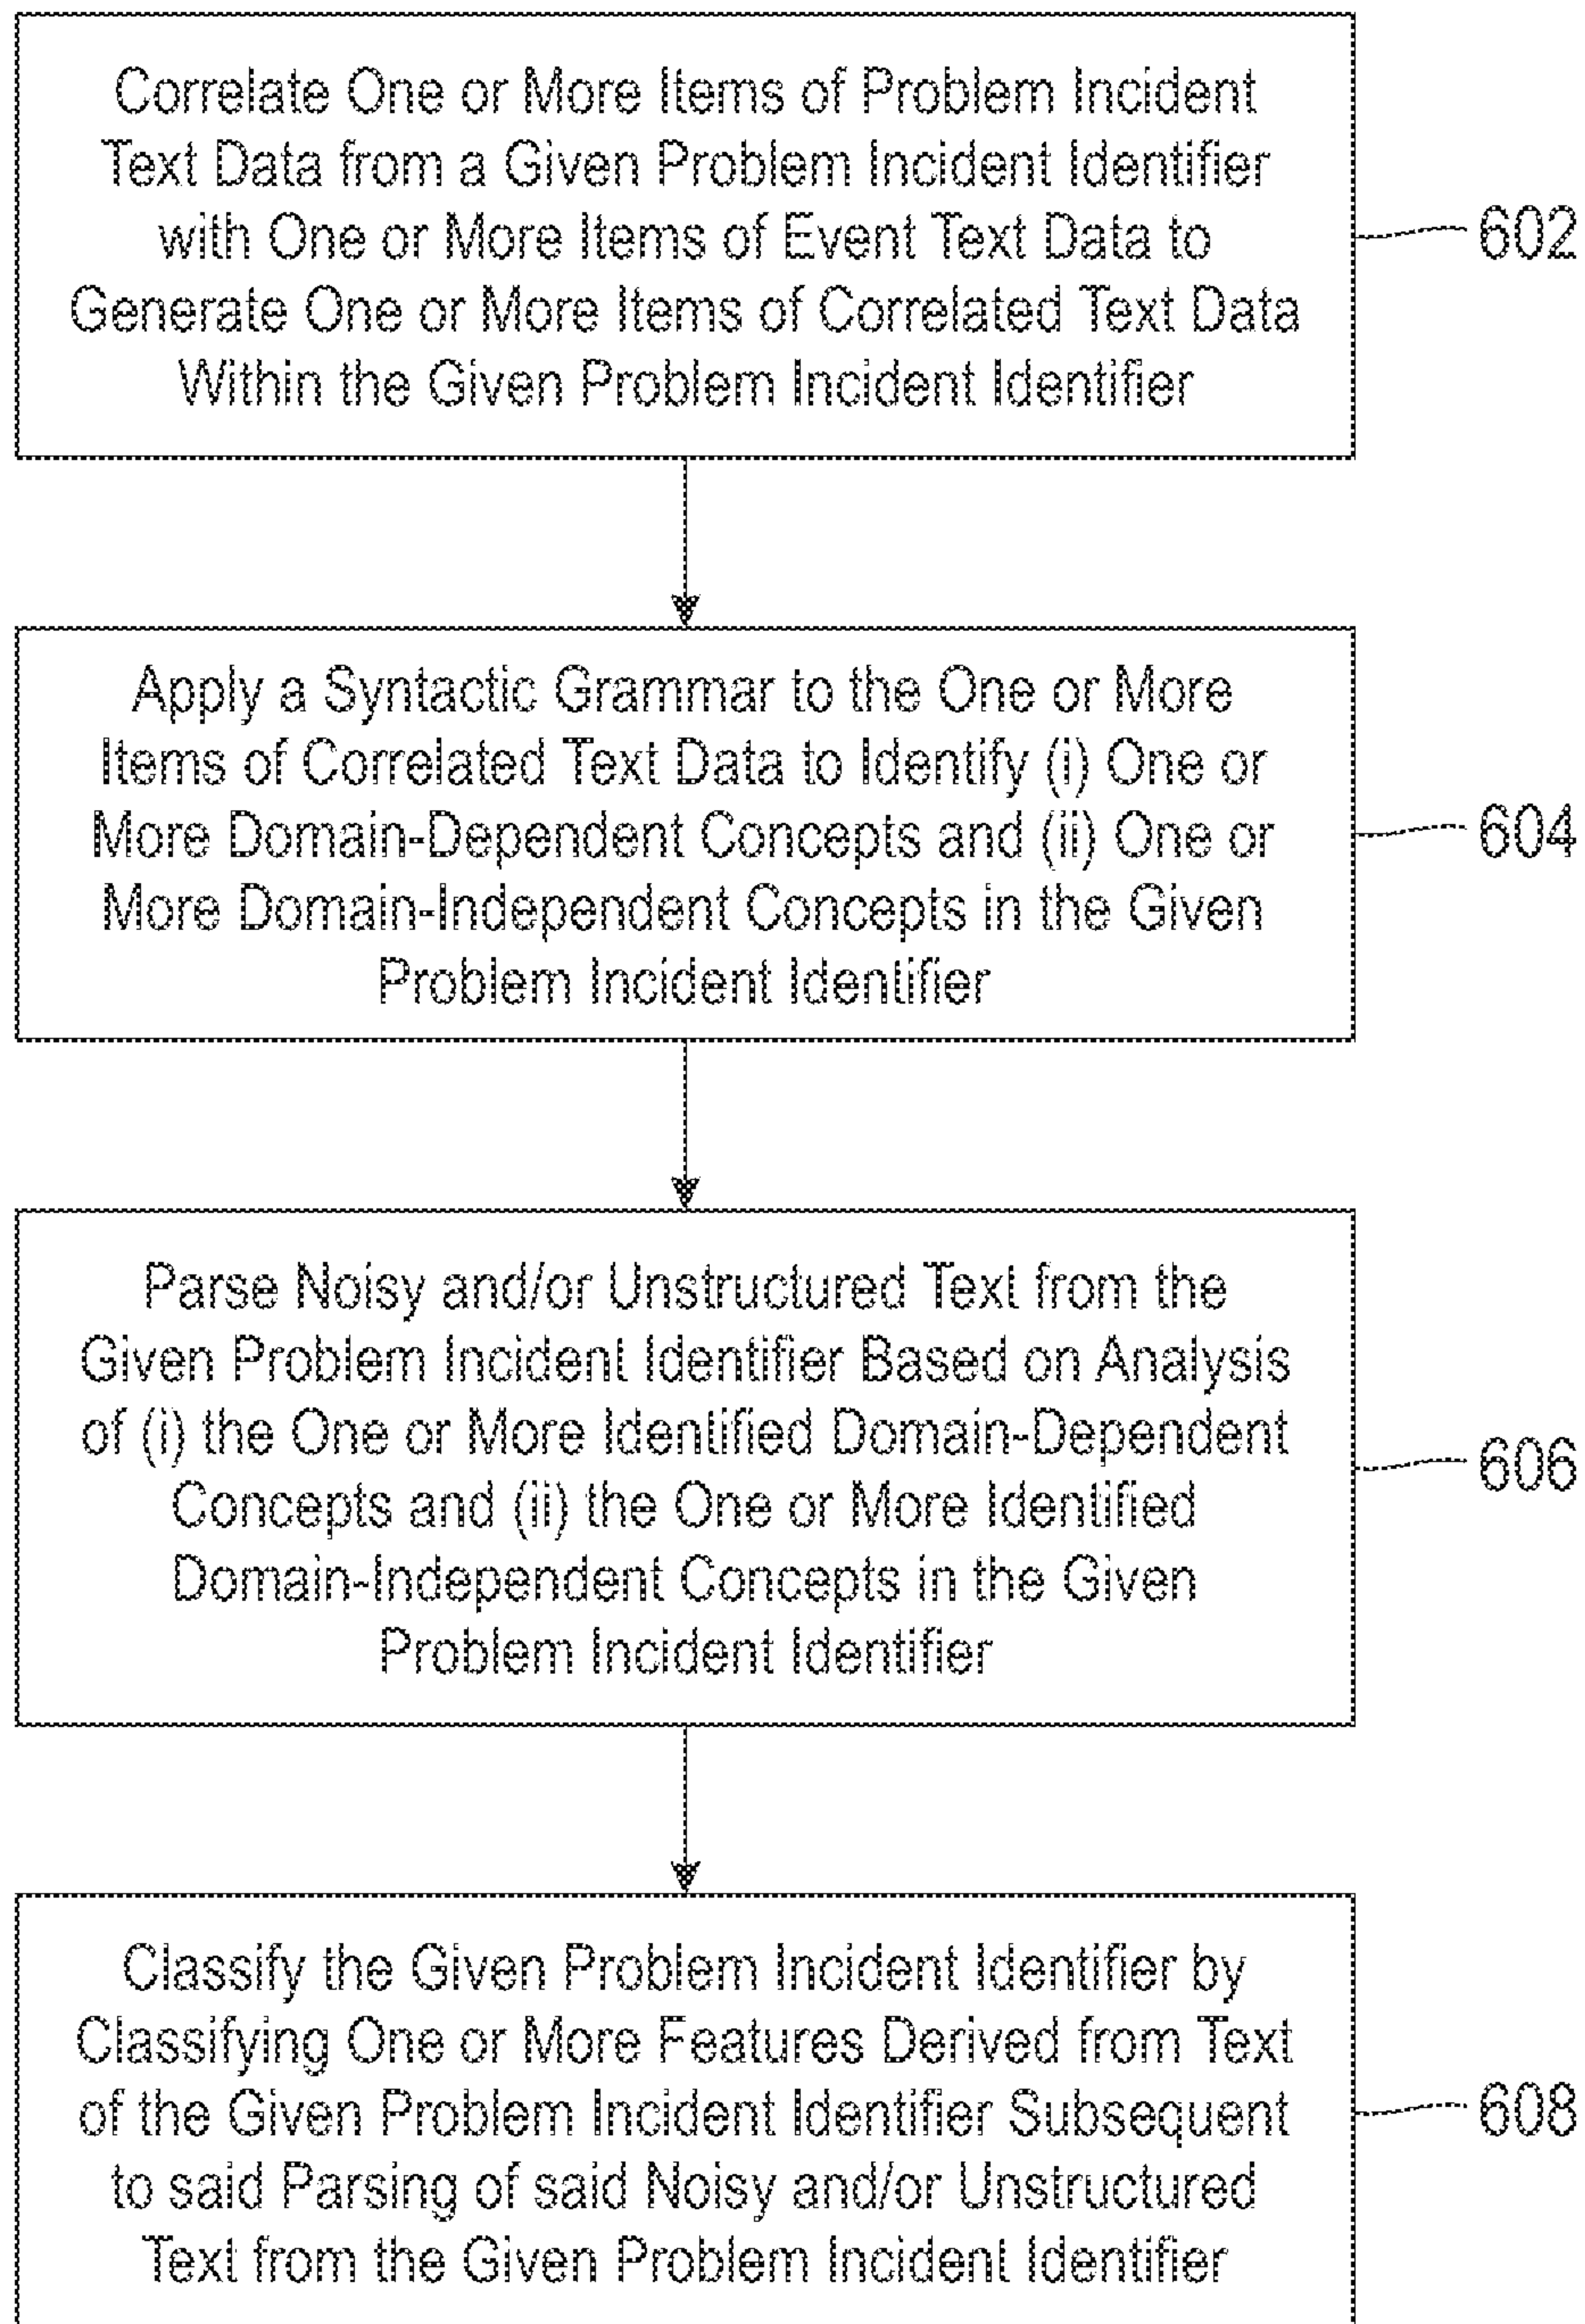 Correlate One or More Items of Problem Incident
Text Data from a Given Problem Incident Identifier
with One or More Items of Event Text Data to
Generate One or More Items of Correlated Text Data
Within the Given Problem Incident Identifier
602
Apply a Syntactic Grammar to the One or More
Items of Correlated Text Data to Identify (i) One or
More Domain-Dependent Concepts and (ii) One or
More Domain-Independent Concepts in the Given
Problem Incident Identifier
604
Parse Noisy and/or Unstructured Text from the
Given Problem Incident Identifier Based on Analysis
of (i) the One or More Identified Domain-Dependent
Concepts and (ii) the One or More Identified
Domain-Independent Concepts in the Given
Problem Incident Identifier
606
Classify the Given Problem Incident Identifier by
Classifying One or More Features Derived from Text
of the Given Problem Incident Identifier Subsequent
to said Parsing of said Noisy and/or Unstructured
Text from the Given Problem Incident Identifier
608